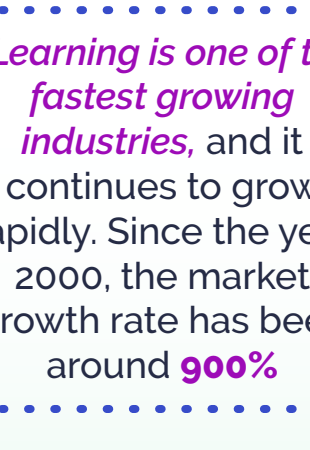 Learning is one of t
fastest growing
industries, and it
continues to grow
apidly. Since the ye
2000, the market
rowth rate has bee
around 900%